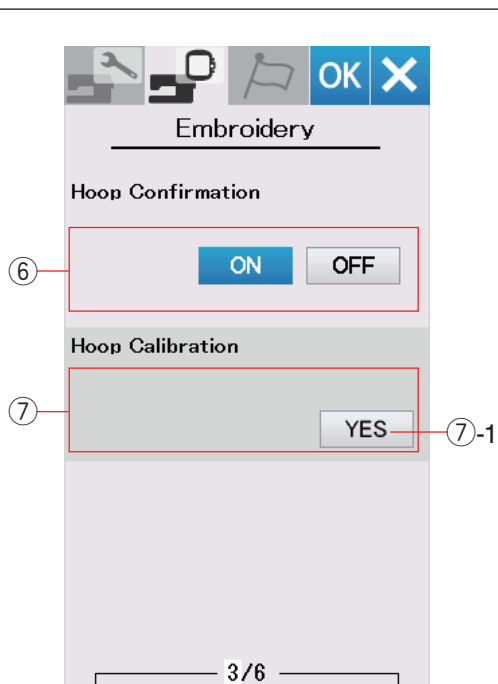 OK
Embroidery
Hoop Confirmation
⑥ ON OFF
Hoop Calibration
⑦ YES ⑦-1
3/6